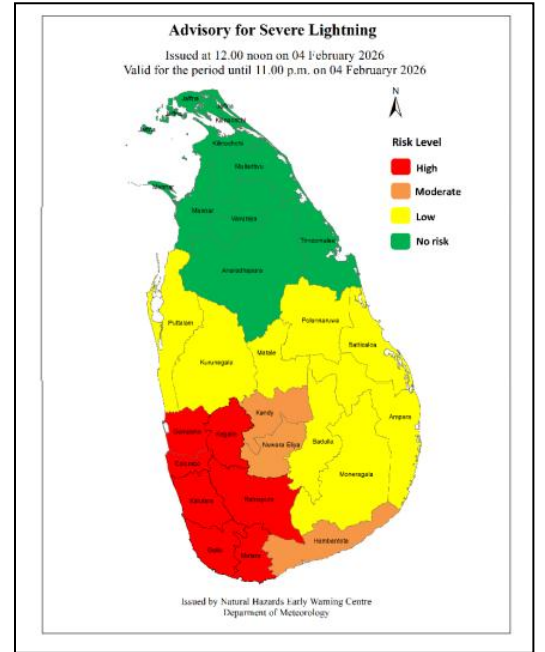 Advisory for Severe Lightning
Issued at 12.00 noon on 04 February 2026
Valid for the period until 11.00 p.m. on 04 Februaryr 2026
N
Risk Level
High
Moderate
Low
No risk
Jaffna
Jaffna
Kilinochchi
Mullaitivu
Mannar
Vavuniya
Trincomalee
Anuradhapura
Puttalam
Polonnaruwa
Kurunegala
Matale
Batticaloa
Kandy
Ampara
Kegalle
Nuwara Eliya
Badulla
Colombo
Moneragala
Kalutara
Ratnapura
Hambantota
Galle
Matara
Issued by Natural Hazards Early Warning Centre
Department of Meteorology